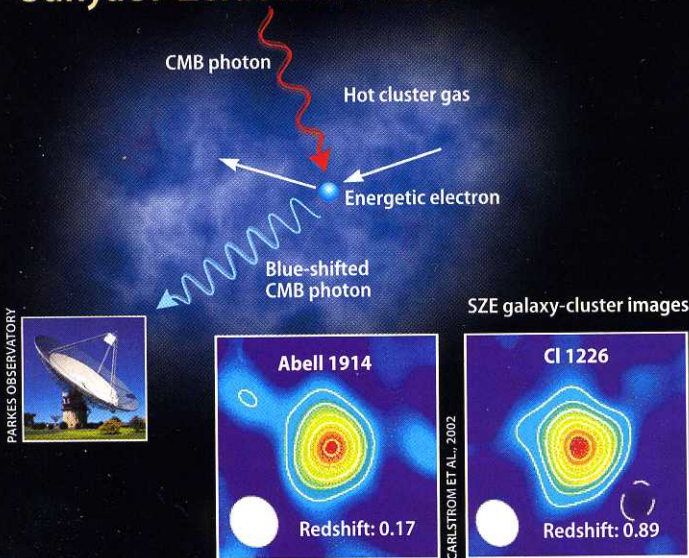 CMB photon
Hot cluster gas
Energetic electron
Blue-shifted
CMB photon
SZE galaxy-cluster images
PARKES OBSERVATORY
Abell 1914
Redshift: 0.17
CARLSTROM ET AL., 2002
Cl 1226
Redshift: 0.89